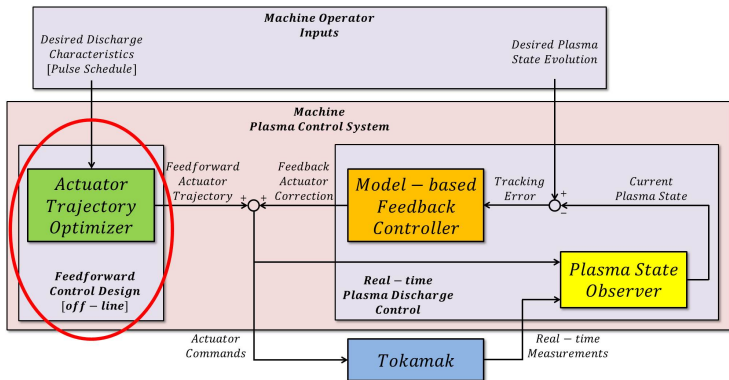 Machine Operator
Inputs
Desired Discharge
Characteristics
[Pulse Schedule]
Desired Plasma
State Evolution
Machine
Plasma Control System
Feedforward
Actuator
Trajectory
Feedback
Actuator
Correction
Tracking
Error
Current
Plasma State
Actuator
Trajectory
Optimizer
+
+
Model−based
Feedback
Controller
+
−
Feedforward
Control Design
[off−line]
Real−time
Plasma Discharge
Control
Plasma State
Observer
Actuator
Commands
Tokamak
Real−time
Measurements